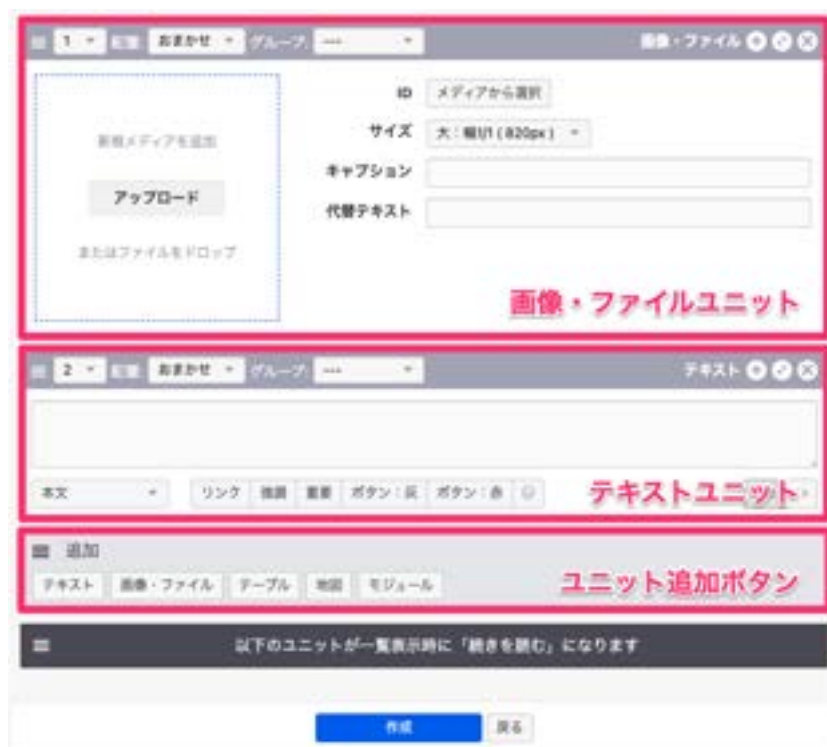 1 配置 おまかせ グループ: --- 画像・ファイル
ID メディアから選択
新規メディアを追加
サイズ 大：幅1/1 ( 820px )
キャプション
アップロード
代替テキスト
またはファイルをドロップ
画像・ファイルユニット
2 配置 おまかせ グループ: --- テキスト
本文 リンク 強調 重要 ボタン：灰 ボタン：赤
テキストユニット
追加
テキスト 画像・ファイル テーブル 地図 モジュール
ユニット追加ボタン
以下のユニットが一覧表示時に「続きを読む」になります
作成 戻る